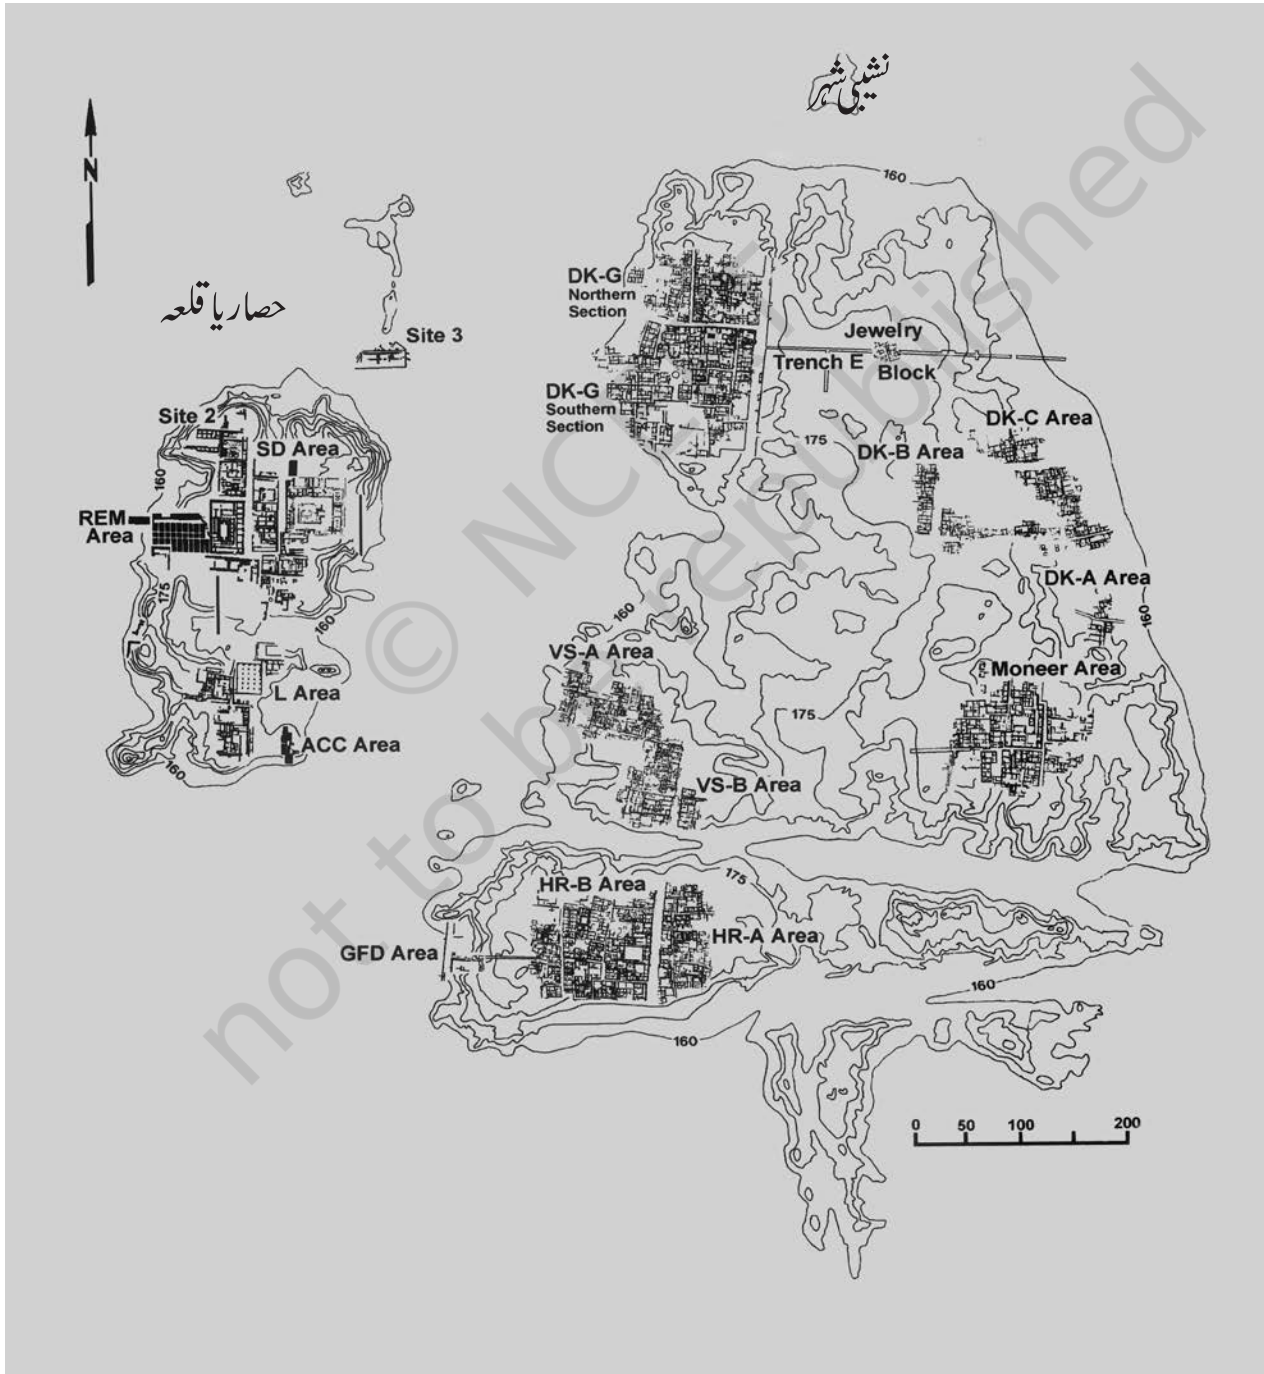 نشیبی شہر
160
N
حصار یا قلعہ
DK-G
Northern
Section
Site 3
Jewelry
Trench E
Block
DK-G
Southern
Section
Site 2
SD Area
DK-C Area
175
DK-B Area
160
REM
Area
175
DK-A Area
160
160
160
VS-A Area
Moneer Area
L Area
175
ACC Area
160
VS-B Area
HR-B Area
175
HR-A Area
GFD Area
160
160
0 50 100 200
© NCE
not to be republished